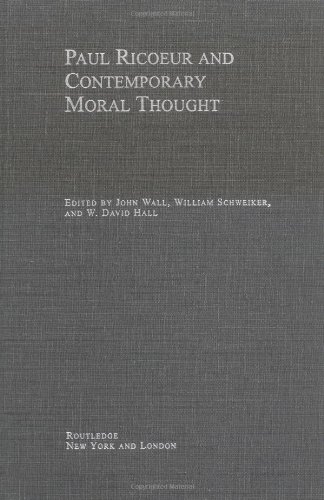 PAUL RICOEUR AND
CONTEMPORARY
MORAL THOUGHT
EDITED BY JOHN WALL, WILLIAM SCHWEIKER,
AND W. DAVID HALL
ROUTLEDGE
NEW YORK AND LONDON